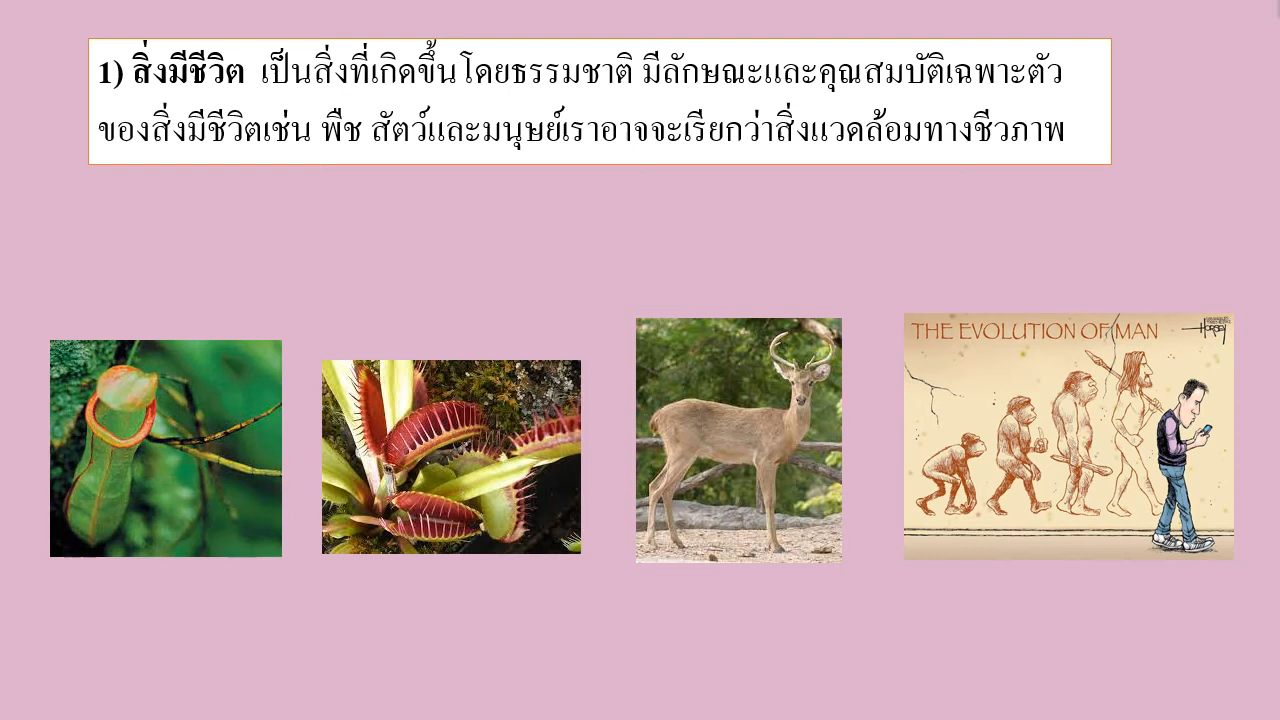 1) สิ่งมีชีวิต เป็นสิ่งที่เกิดขึ้นโดยธรรมชาติ มีลักษณะและคุณสมบัติเฉพาะตัว
ของสิ่งมีชีวิตเช่น พืช สัตว์และมนุษย์เราอาจจะเรียกว่าสิ่งแวดล้อมทางชีวภาพ
THE EVOLUTION OF MAN